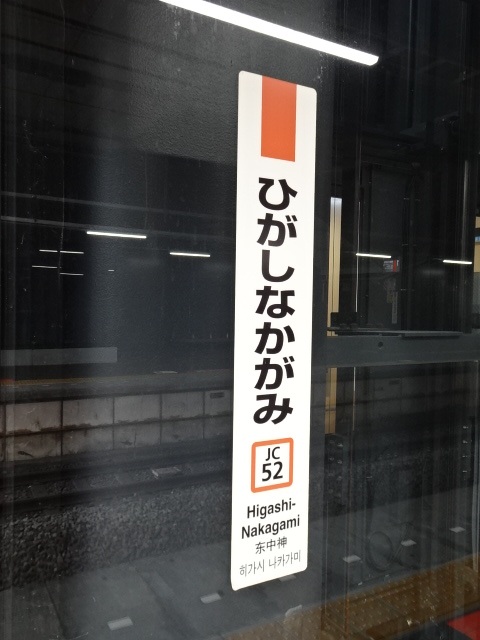 ひがしなかがみ
JC
52
Higashi-
Nakagami
东中神
히가시 나카가미